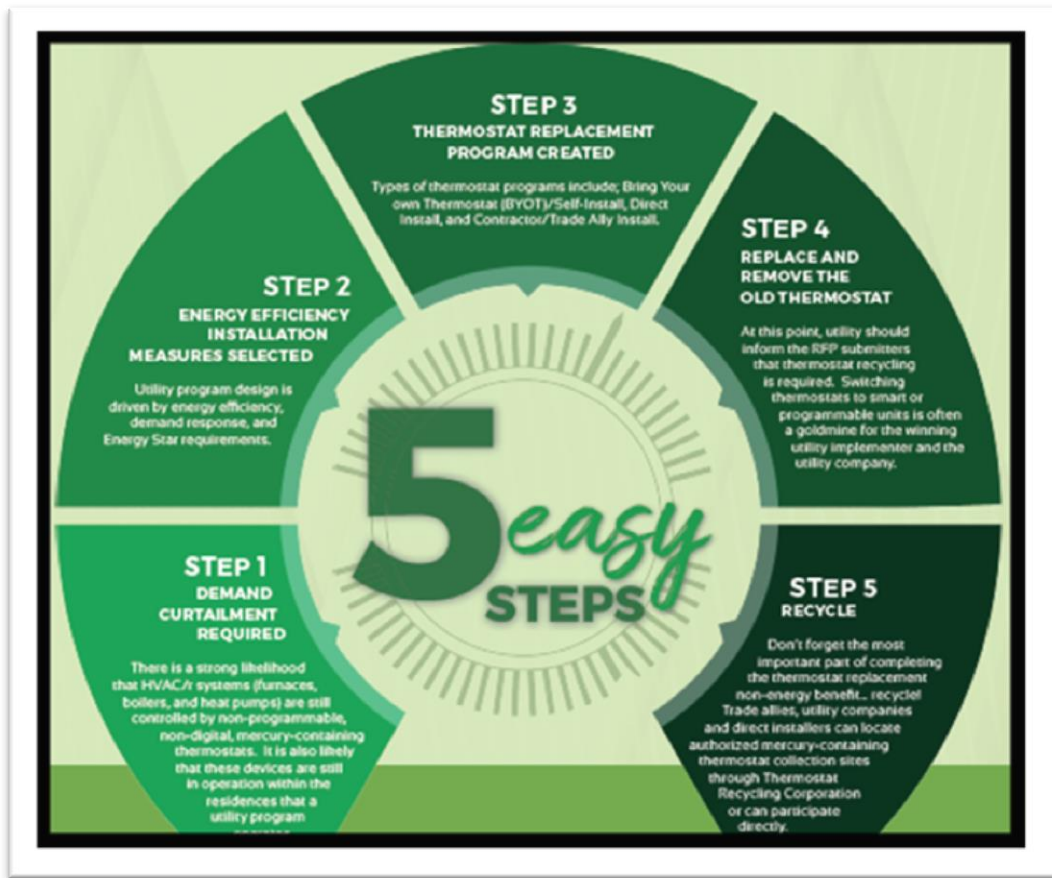 STEP 1
DEMAND
CURTAILMENT
REQUIRED
There is a strong likelihood
that HVAC/r systems (furnaces,
boilers, and heat pumps) are still
controlled by non-programmable,
non-digital, mercury-containing
thermostats. It is also likely
that these devices are still
in operation within the
residences that a
utility program
STEP 2
ENERGY EFFICIENCY
INSTALLATION
MEASURES SELECTED
Utility program design is
driven by energy efficiency,
demand response, and
Energy Star requirements.
STEP 3
THERMOSTAT REPLACEMENT
PROGRAM CREATED
Types of thermostat programs include; Bring Your
own Thermostat (BYOT)/Self-Install, Direct
Install, and Contractor/Trade Ally Install.
STEP 4
REPLACE AND
REMOVE THE
OLD THERMOSTAT
At this point, utility should
inform the RFP submitters
that thermostat recycling
is required. Switching
thermostats to smart or
programmable units is often
a goldmine for the winning
utility implementer and the
utility company.
STEP 5
RECYCLE
Don't forget the most
important part of completing
the thermostat replacement
non-energy benefit... recycle!
Trade allies, utility companies
and direct installers can locate
authorized mercury-containing
thermostat collection sites
through Thermostat
Recycling Corporation
or can participate
directly.
5 easy
STEPS